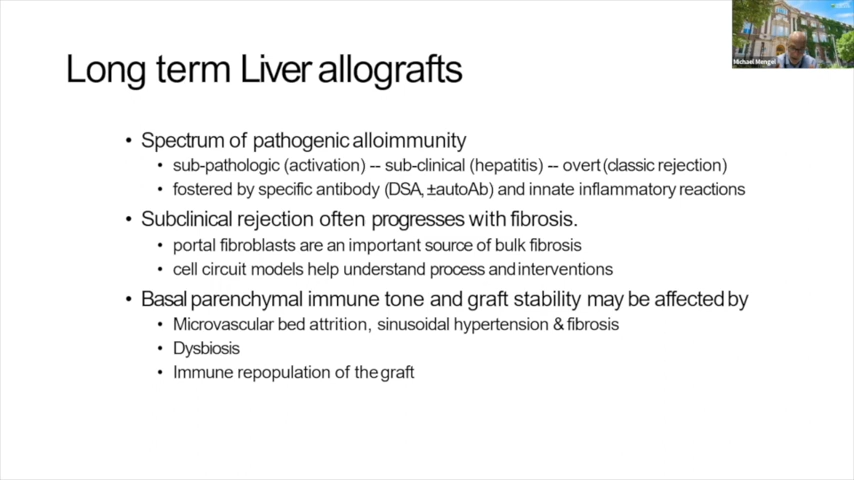 Michael Mengel
Long term Liver allografts
• Spectrum of pathogenic alloimmunity
• sub-pathologic (activation) -- sub-clinical (hepatitis) -- overt (classic rejection)
• fostered by specific antibody (DSA, ±autoAb) and innate inflammatory reactions
• Subclinical rejection often progresses with fibrosis.
• portal fibroblasts are an important source of bulk fibrosis
• cell circuit models help understand process and interventions
• Basal parenchymal immune tone and graft stability may be affected by
• Microvascular bed attrition, sinusoidal hypertension & fibrosis
• Dysbiosis
• Immune repopulation of the graft